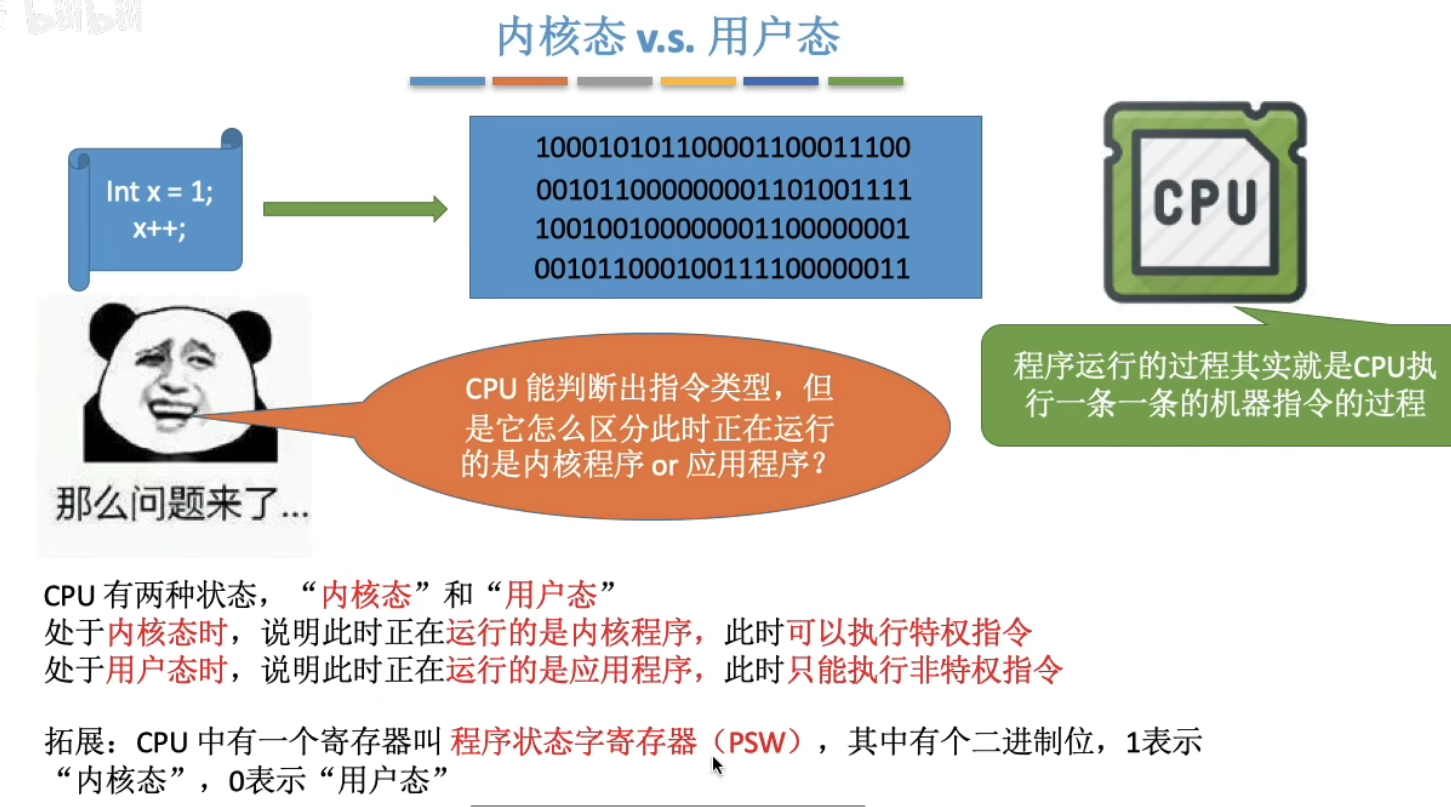 内核态 v.s. 用户态
Int x = 1;
x++;
100010101100001100011100
001011000000001101001111
100100100000001100000001
001011000100111100000011
CPU
程序运行的过程其实就是CPU执
行一条一条的机器指令的过程
CPU 能判断出指令类型，但
是它怎么区分此时正在运行
的是内核程序 or 应用程序？
那么问题来了...
CPU 有两种状态，“内核态”和“用户态”
处于内核态时，说明此时正在运行的是内核程序，此时可以执行特权指令
处于用户态时，说明此时正在运行的是应用程序，此时只能执行非特权指令
拓展：CPU 中有一个寄存器叫 程序状态字寄存器（PSW），其中有个二进制位，1表示
“内核态”，0表示“用户态”